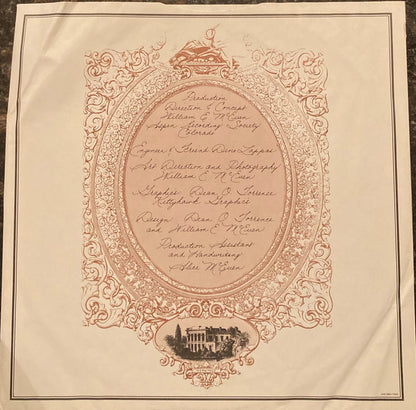 Production
Direction & Concept
William E. McEuen
Aspen Recording Society
Colorado
Engineer & Friend Dino Lappas
Art Direction and Photography
William E. McEuen
Graphics Dean O. Torrence
Kittyhawk Graphics
Design Dean O. Torrence
and William E. McEuen
Production Assistant
and Handwriting
Alice McEuen